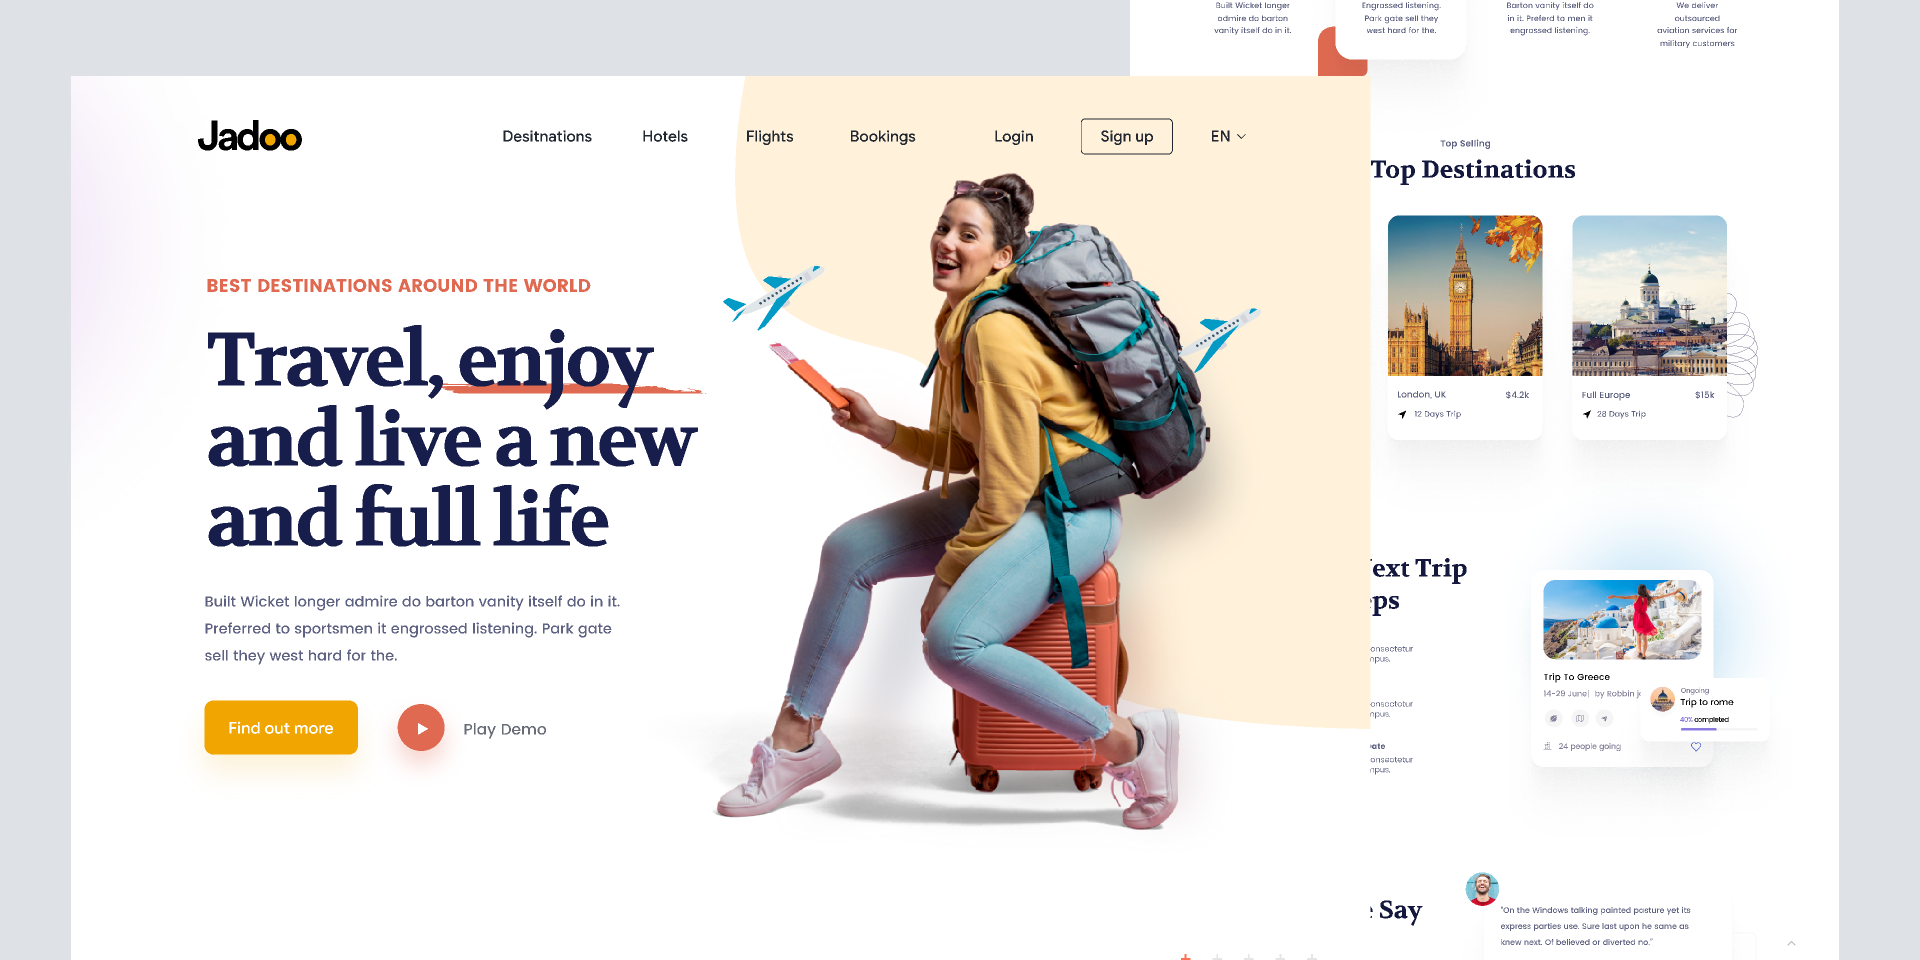 Built Wicket longer
admire do barton
vanity itself do in it.
Engrossed listening.
Park gate sell they
west hard for the.
Barton vanity itself do
in it. Preferd to men it
engrossed listening.
We deliver
outsourced
aviation services for
military customers
Jadoo
Desitnations
Hotels
Flights
Bookings
Login
Sign up
EN
BEST DESTINATIONS AROUND THE WORLD
Travel, enjoy
and live a new
and full life
Built Wicket longer admire do barton vanity itself do in it.
Preferred to sportsmen it engrossed listening. Park gate
sell they west hard for the.
Find out more
Play Demo
Top Selling
Top Destinations
London, UK
$4.2k
12 Days Trip
Full Europe
$15k
28 Days Trip
ext Trip
ps
onsectetur
mpus.
onsectetur
mpus.
ate
onsectetur
mpus.
Trip To Greece
14-29 June| by Robbin j
24 people going
Ongoing
Trip to rome
40% completed
Say
"On the Windows talking painted pasture yet its
express parties use. Sure last upon he same as
knew next. Of believed or diverted no."